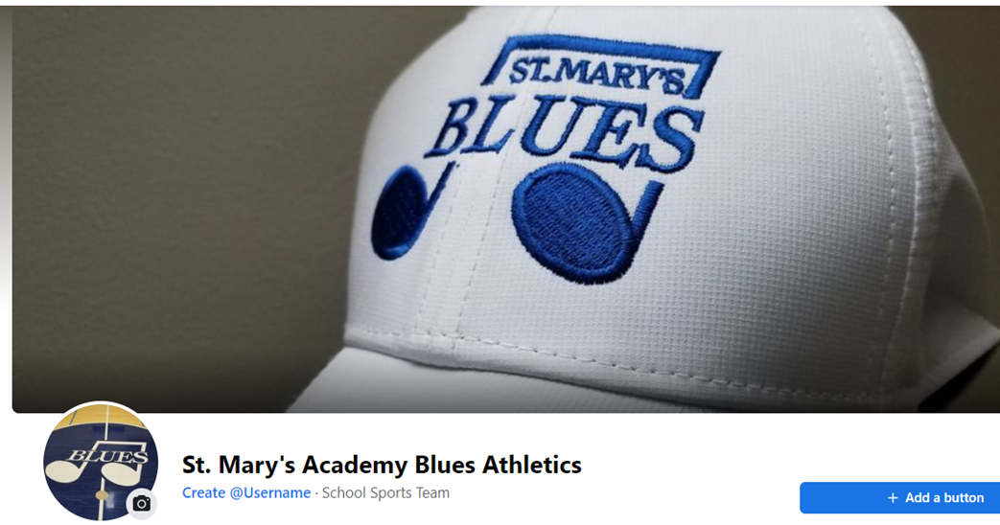 ST. MARY'S
BLUES
BLUES
St. Mary's Academy Blues Athletics
Create @Username · School Sports Team
+ Add a button